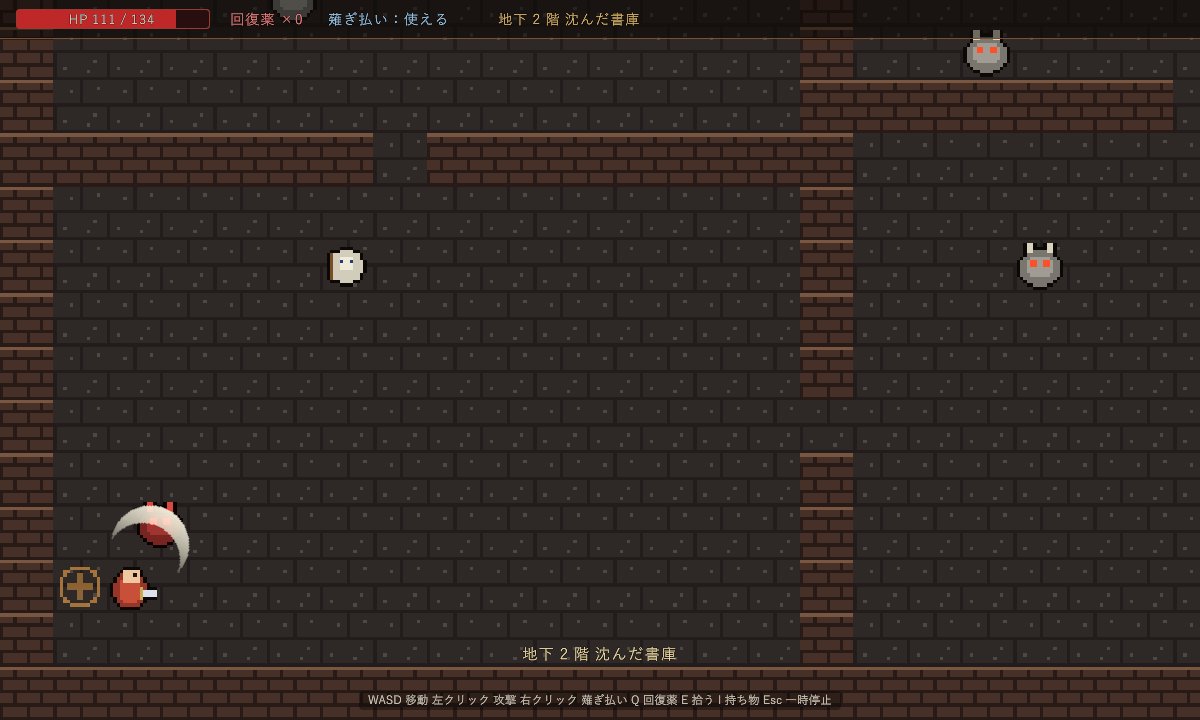 HP 111 / 134 回復薬 ×0 薙ぎ払い：使える 地下 2 階 沈んだ書庫
地下 2 階 沈んだ書庫
WASD 移動 左クリック 攻撃 右クリック 薙ぎ払い Q 回復薬 E 拾う I 持ち物 Esc 一時停止